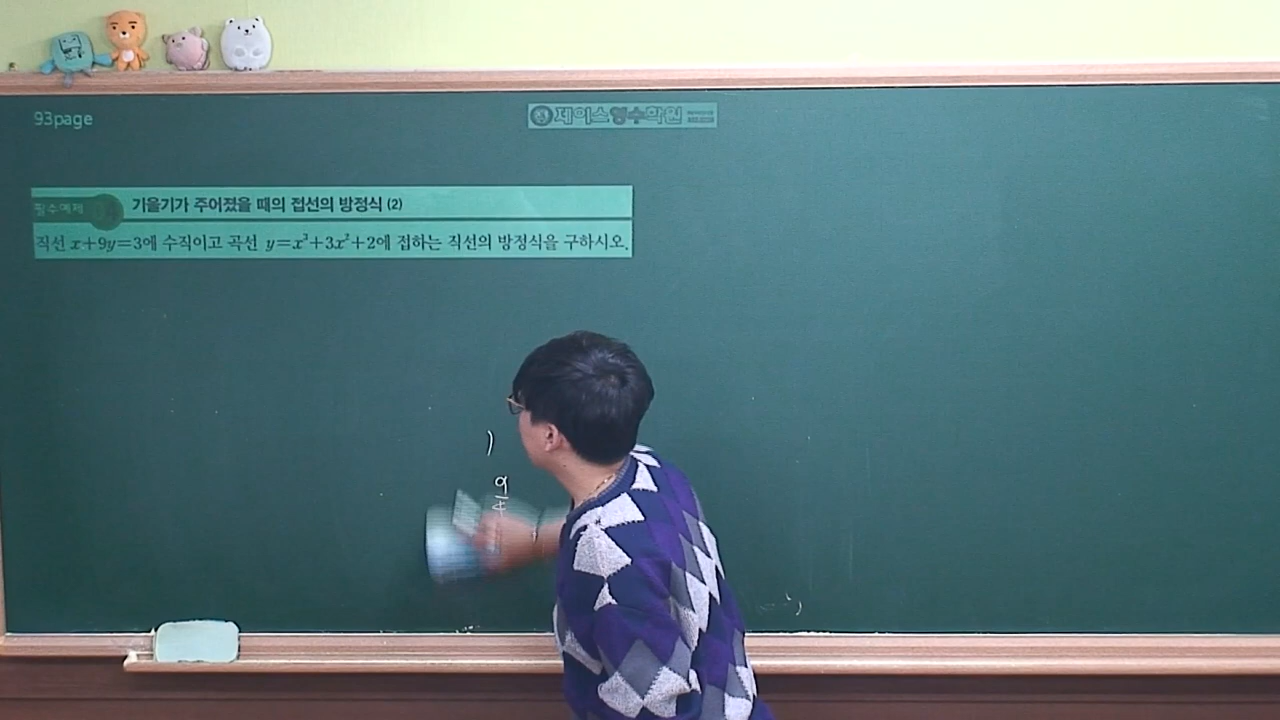 93page
제이스영수학원
필수예제 기울기가 주어졌을 때의 접선의 방정식 (2)
직선 x+9y=3에 수직이고 곡선 y=x³+3x²+2에 접하는 직선의 방정식을 구하시오.
)
9